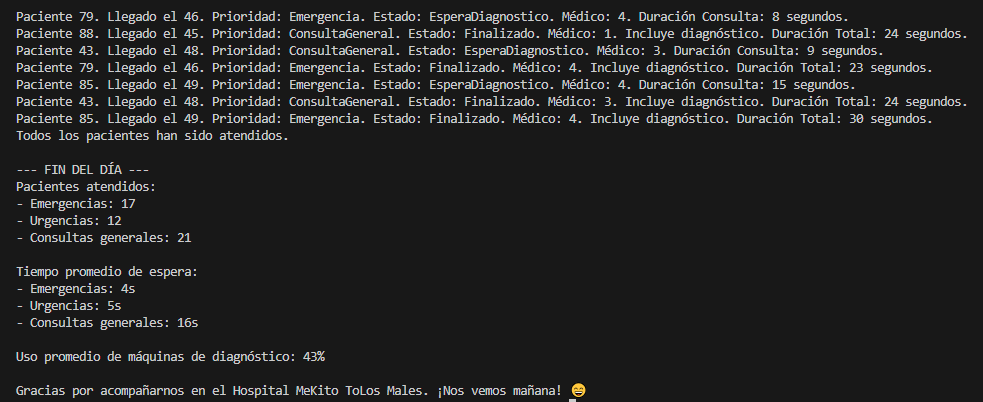 Paciente 79. Llegado el 46. Prioridad: Emergencia. Estado: EsperaDiagnostico. Médico: 4. Duración Consulta: 8 segundos.
Paciente 88. Llegado el 45. Prioridad: ConsultaGeneral. Estado: Finalizado. Médico: 1. Incluye diagnóstico. Duración Total: 24 segundos.
Paciente 43. Llegado el 48. Prioridad: ConsultaGeneral. Estado: EsperaDiagnostico. Médico: 3. Duración Consulta: 9 segundos.
Paciente 79. Llegado el 46. Prioridad: Emergencia. Estado: Finalizado. Médico: 4. Incluye diagnóstico. Duración Total: 23 segundos.
Paciente 85. Llegado el 49. Prioridad: Emergencia. Estado: EsperaDiagnostico. Médico: 4. Duración Consulta: 15 segundos.
Paciente 43. Llegado el 48. Prioridad: ConsultaGeneral. Estado: Finalizado. Médico: 3. Incluye diagnóstico. Duración Total: 24 segundos.
Paciente 85. Llegado el 49. Prioridad: Emergencia. Estado: Finalizado. Médico: 4. Incluye diagnóstico. Duración Total: 30 segundos.
Todos los pacientes han sido atendidos.
--- FIN DEL DÍA ---
Pacientes atendidos:
- Emergencias: 17
- Urgencias: 12
- Consultas generales: 21
Tiempo promedio de espera:
- Emergencias: 4s
- Urgencias: 5s
- Consultas generales: 16s
Uso promedio de máquinas de diagnóstico: 43%
Gracias por acompañarnos en el Hospital MeKito ToLos Males. ¡Nos vemos mañana! 😄